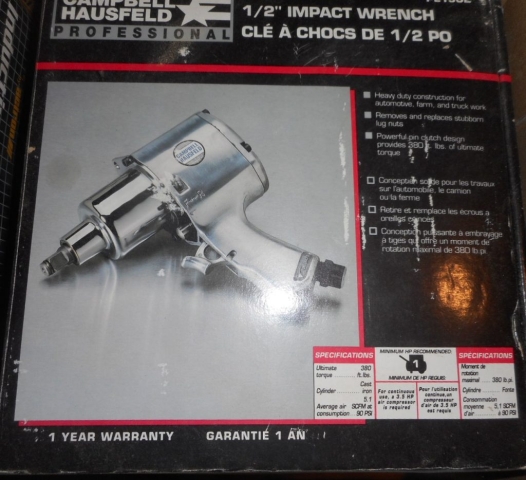 CAMPBELL
HAUSFELD
PROFESSIONAL
1/2" IMPACT WRENCH
CLÉ À CHOCS DE 1/2 PO
Heavy duty construction for
automotive, farm, and truck work
Removes and replaces stubborn
lug nuts
Powerful pin clutch design
provides 380 ft. lbs. of ultimate
torque
Conception solide pour les travaux
sur l'automobile, le camion
ou la ferme
Retire et remplace les écrous à
oreilles
Conception puissante à embrayage
à tiges qui offre un moment de
rotation maximal de 380 lb.pi.
CAMPBELL
HAUSFELD
SPECIFICATIONS
Ultimate 380
torque ... ft. lbs.
Cast
Cylinder ... iron
5.1
Average air SCFM at
consumption 90 PSI
MINIMUM HP RECOMMENDED
1
MINIMUM DE HP REQUIS
For continuous
use, a 3.5 HP
air compressor
is required
Pour l'utilisation
continue, un
compresseur
d'air de 3.5 HP
est requis
SPECIFICATIONS
Moment de
rotation
maximal ... 380 lb.pi.
Cylindre ... Fonte
Consommation
moyenne 5.1 SCFM
d'air ... à 90 PSI
1 YEAR WARRANTY GARANTIE 1 AN